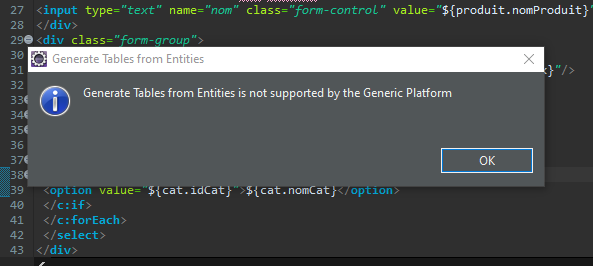 27 <input type="text" name="nom" class="form-control" value="${produit.nomProduit}"
28 </div>
29 <div class="form-group">
30
Generate Tables from Entities
31 }"/>
32
Generate Tables from Entities is not supported by the Generic Platform
33
34
35
36
OK
37
38
39 <option value="${cat.idCat}">${cat.nomCat}</option>
40 </c:if>
41 </c:forEach>
42 </select>
43 </div>